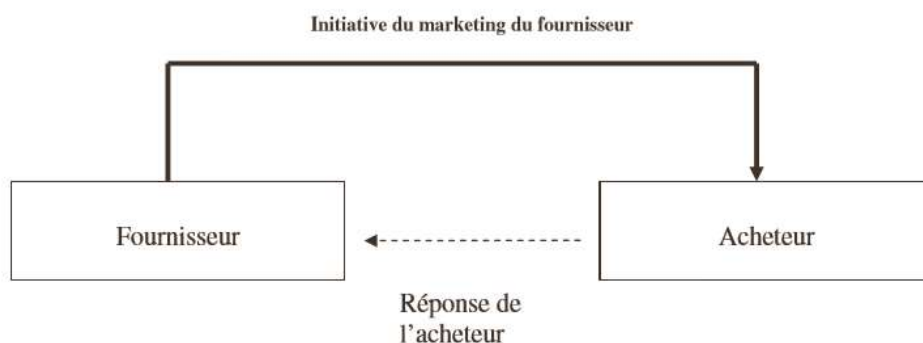 Initiative du marketing du fournisseur
Fournisseur
Acheteur
Réponse de
l’acheteur